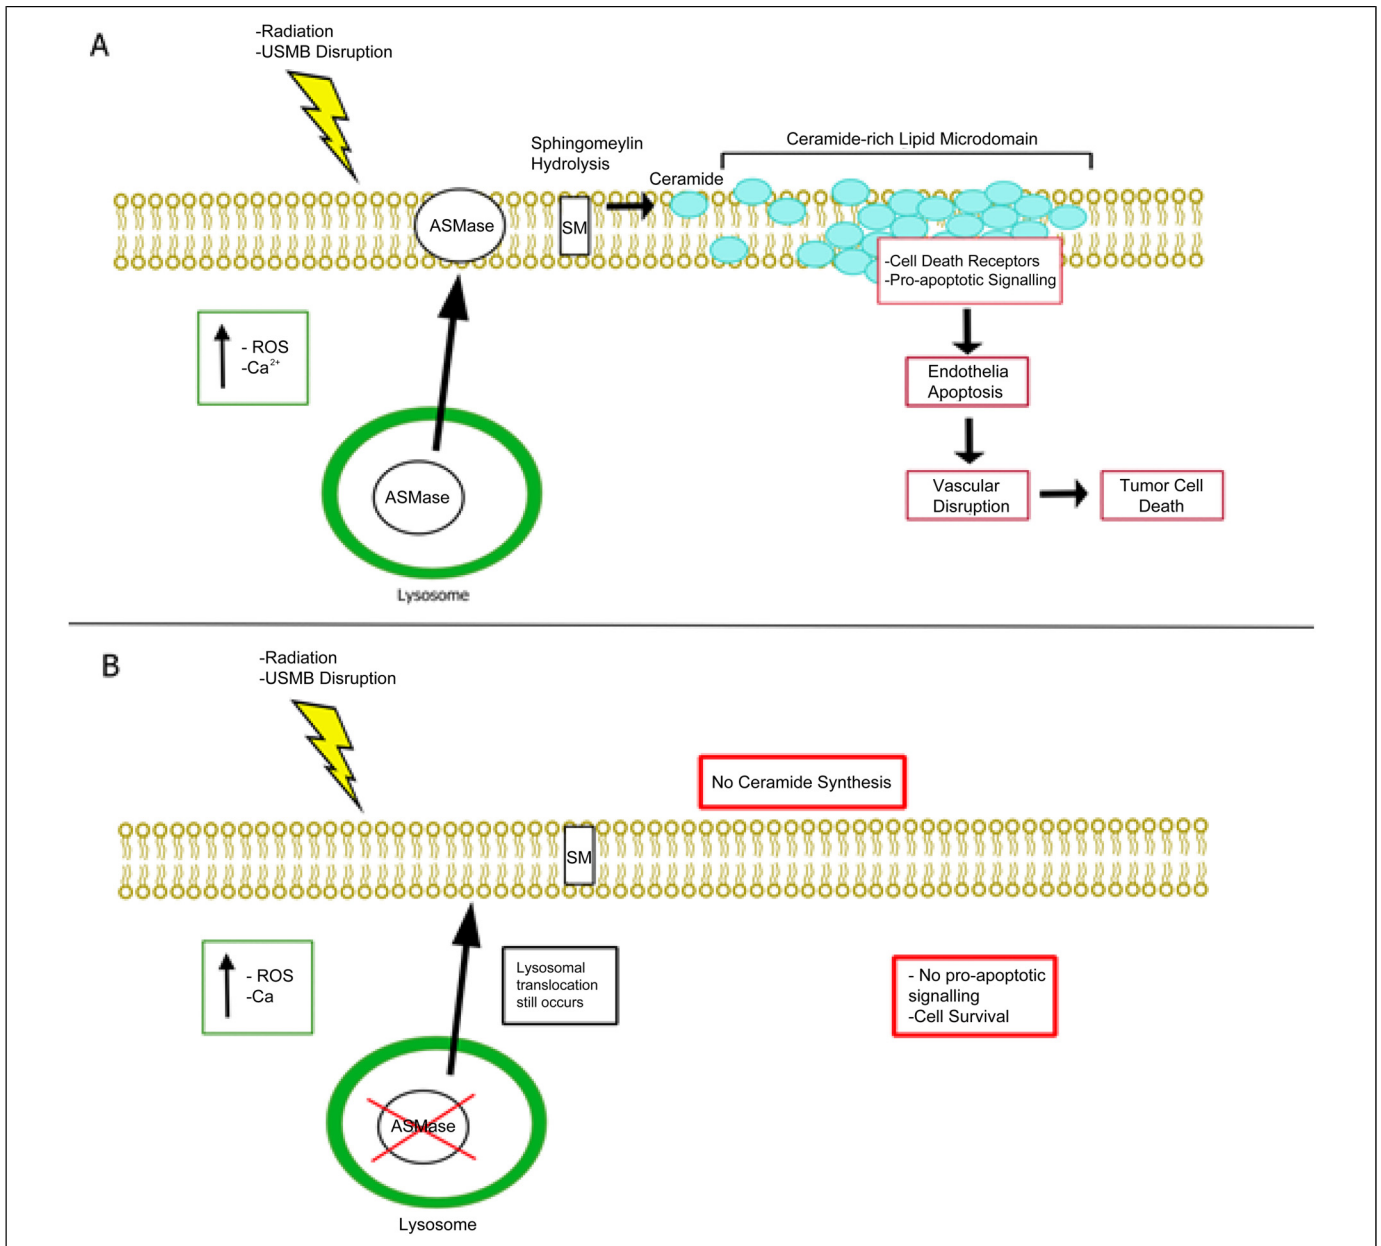 A
-Radiation
-USMB Disruption
Sphingomeylin
Hydrolysis
Ceramide
Ceramide-rich Lipid Microdomain
ASMase
SM
-Cell Death Receptors
-Pro-apoptotic Signalling
- ROS
-Ca2+
Endothelia
Apoptosis
ASMase
Vascular
Disruption
Tumor Cell
Death
Lysosome
B
-Radiation
-USMB Disruption
No Ceramide Synthesis
SM
- ROS
-Ca
Lysosomal
translocation
still occurs
- No pro-apoptotic
signalling
-Cell Survival
ASMase
Lysosome